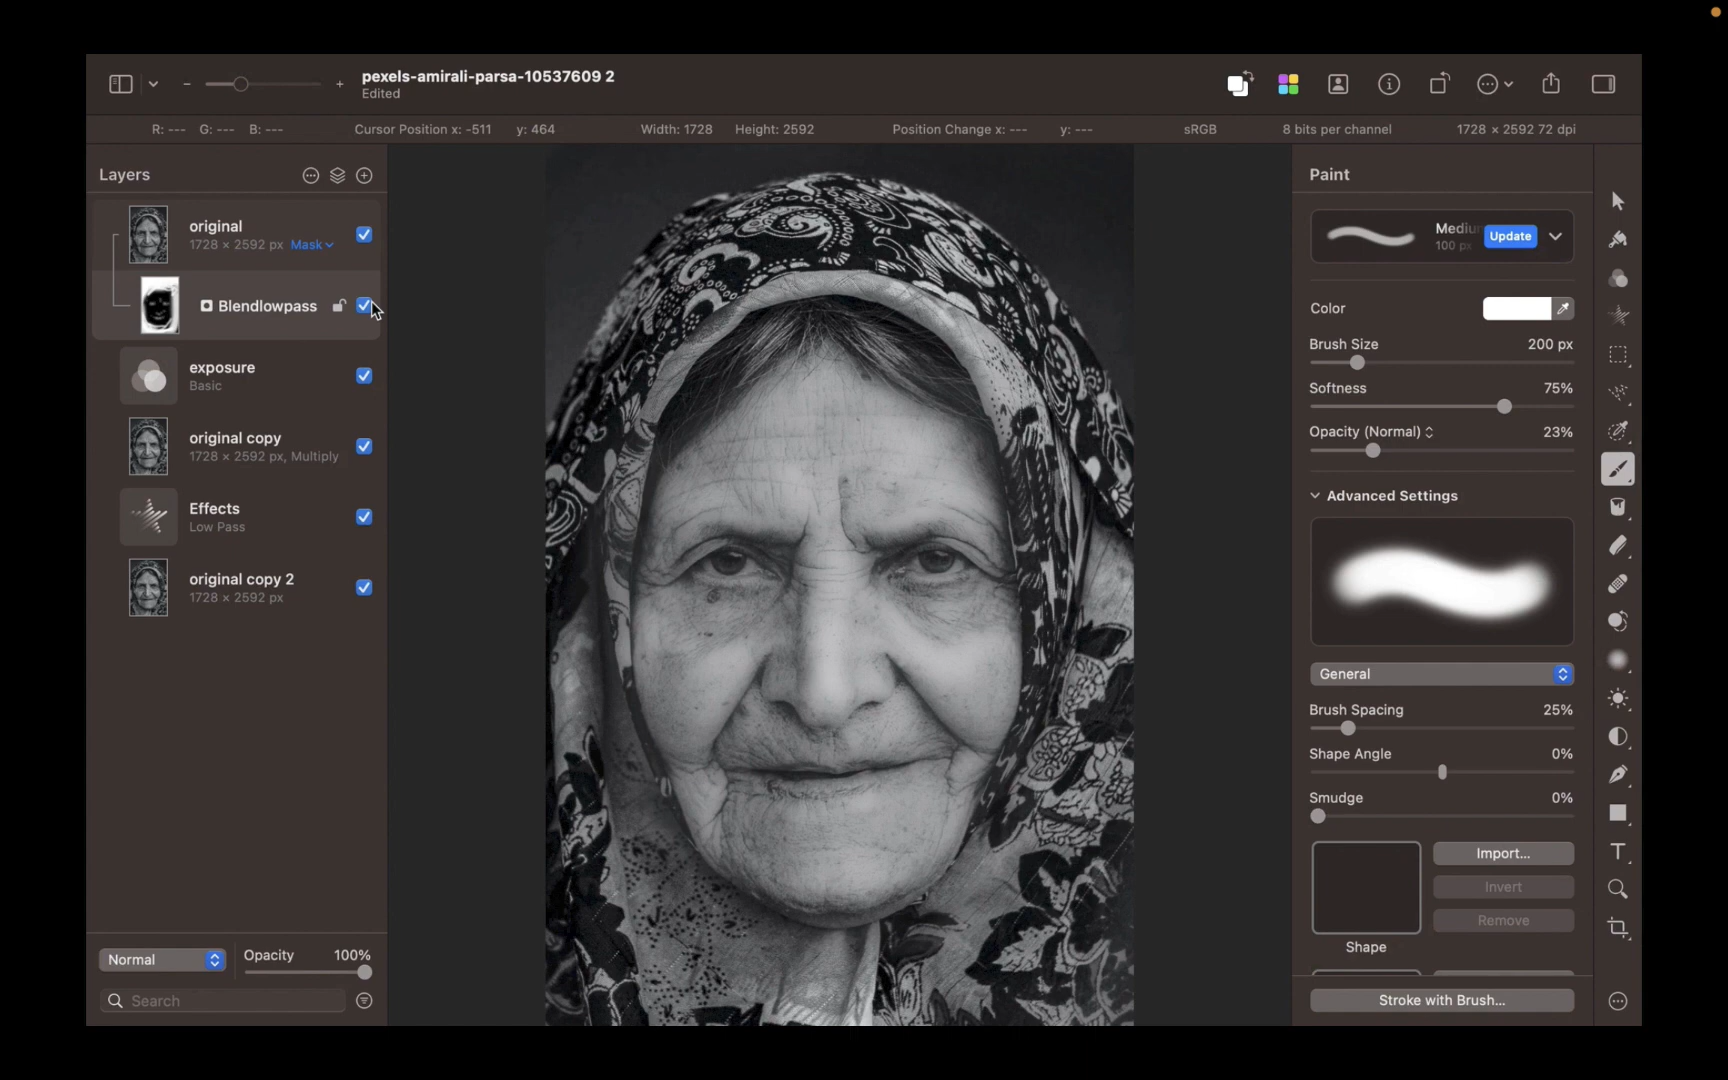 pexels-amirali-parsa-10537609 2
Edited
R: --- G: --- B: --- Cursor Position x: -511 y: 464 Width: 1728 Height: 2592 Position Change x: --- y: --- sRGB 8 bits per channel 1728 × 2592 72 dpi
Layers
original
1728 × 2592 px Mask
Blendlowpass
exposure
Basic
original copy
1728 × 2592 px, Multiply
Effects
Low Pass
original copy 2
1728 × 2592 px
Normal
Opacity 100%
Search
Paint
Mediu
100 px
Update
Color
Brush Size 200 px
Softness 75%
Opacity (Normal) 23%
Advanced Settings
General
Brush Spacing 25%
Shape Angle 0%
Smudge 0%
Import...
Invert
Remove
Shape
Stroke with Brush...